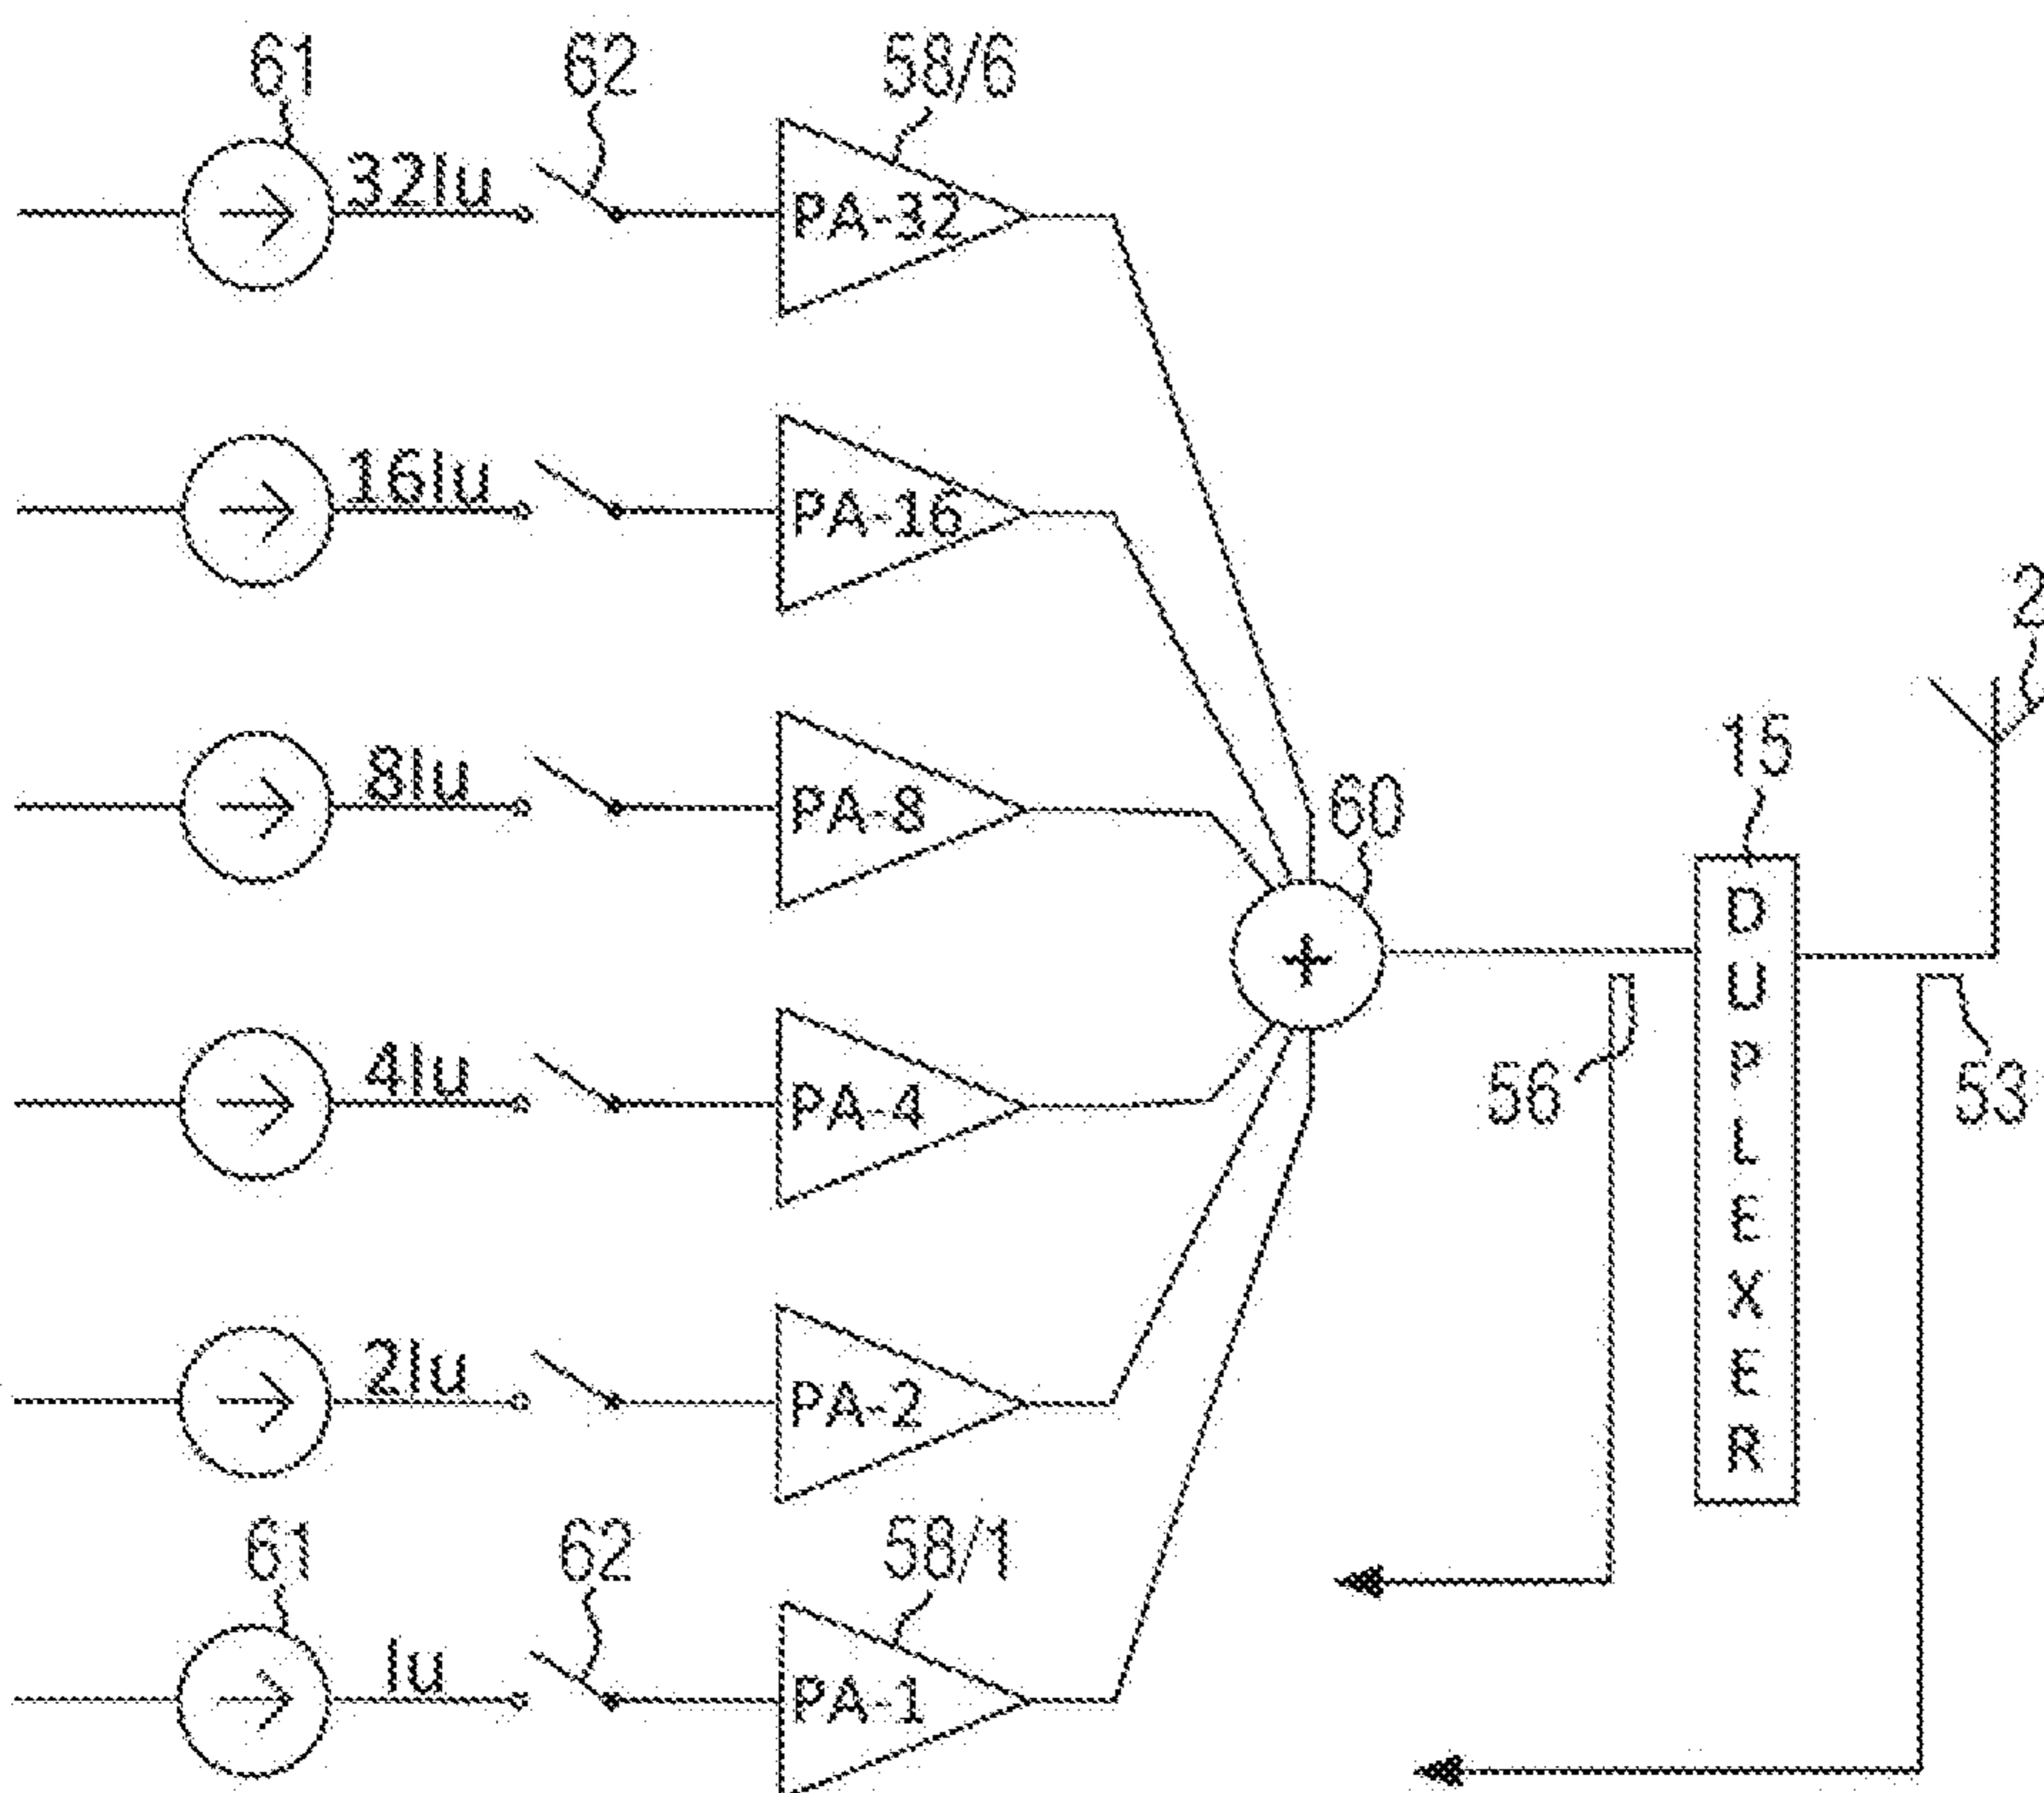 61 62 58/6
32Iu PA-32
16Iu PA-16
2
15
8Iu PA-8 60
DUPLEXER
4Iu PA-4 56 53
2Iu PA-2
61 62 58/1
Iu PA-1